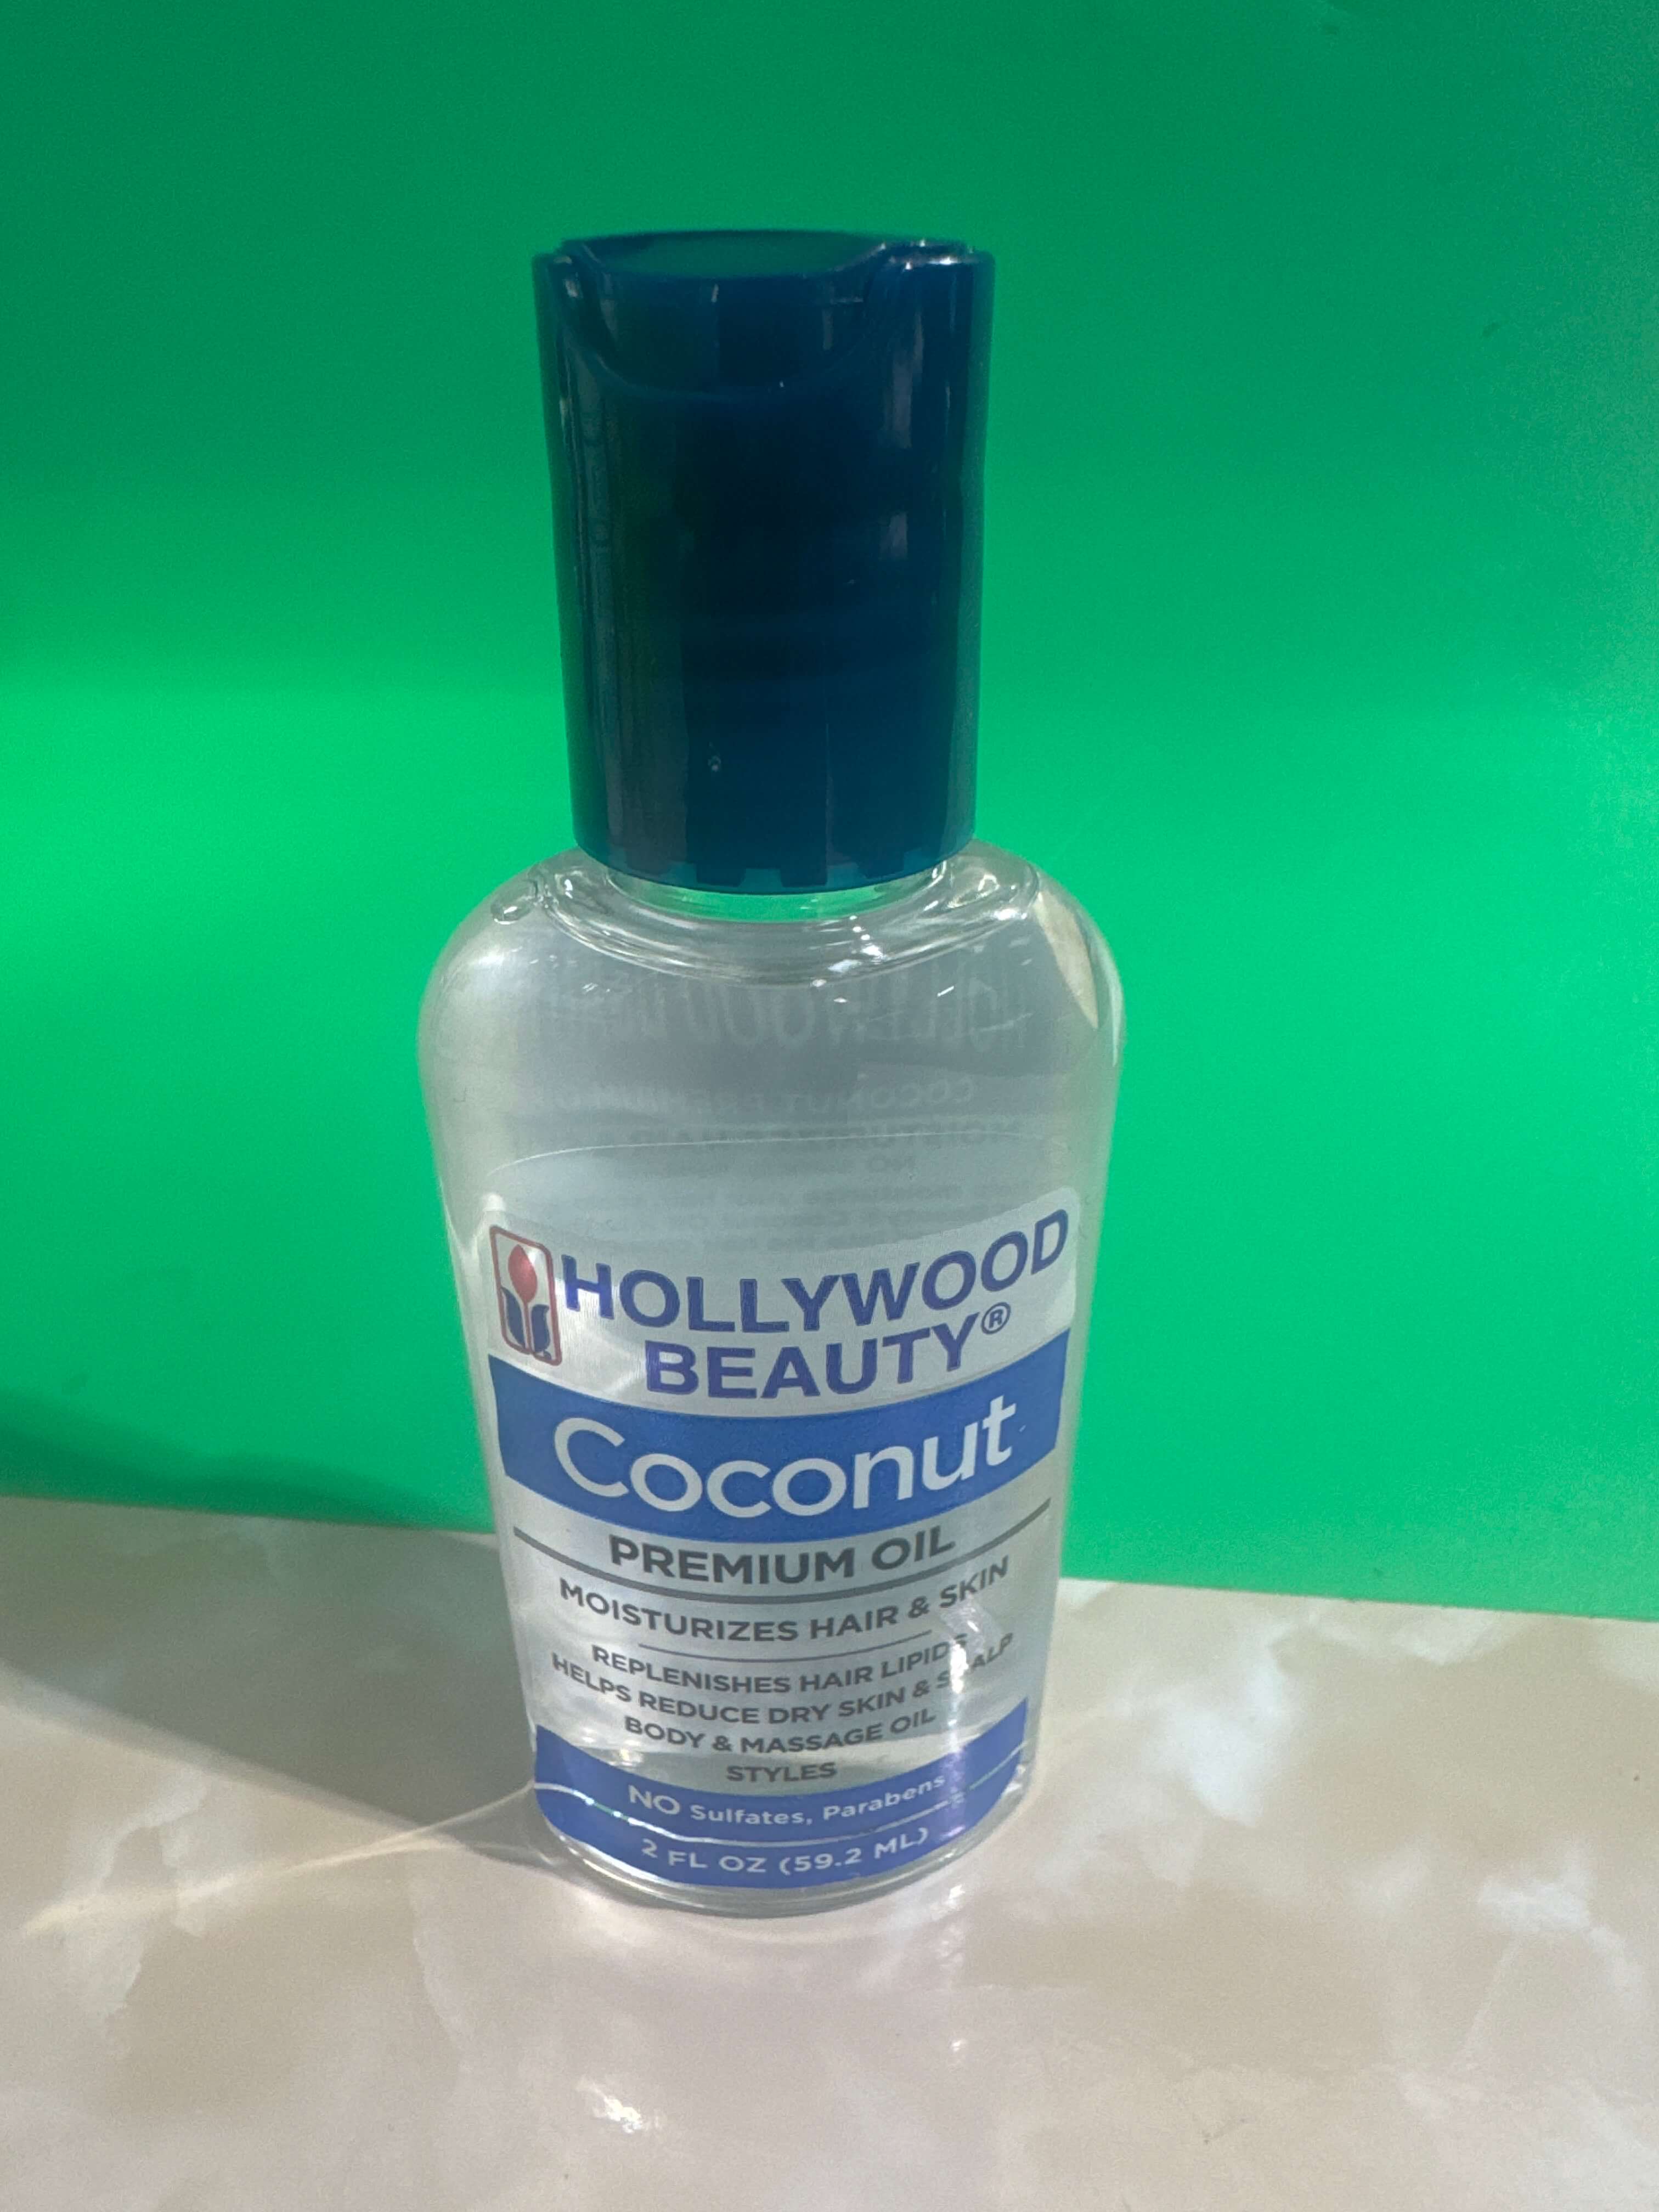 HOLLYWOOD
BEAUTY®
Coconut
PREMIUM OIL
MOISTURIZES HAIR & SKIN
REPLENISHES HAIR LIPIDS
HELPS REDUCE DRY SKIN & SCALP
BODY & MASSAGE OIL
STYLES
NO Sulfates, Parabens
2 FL OZ (59.2 ML)